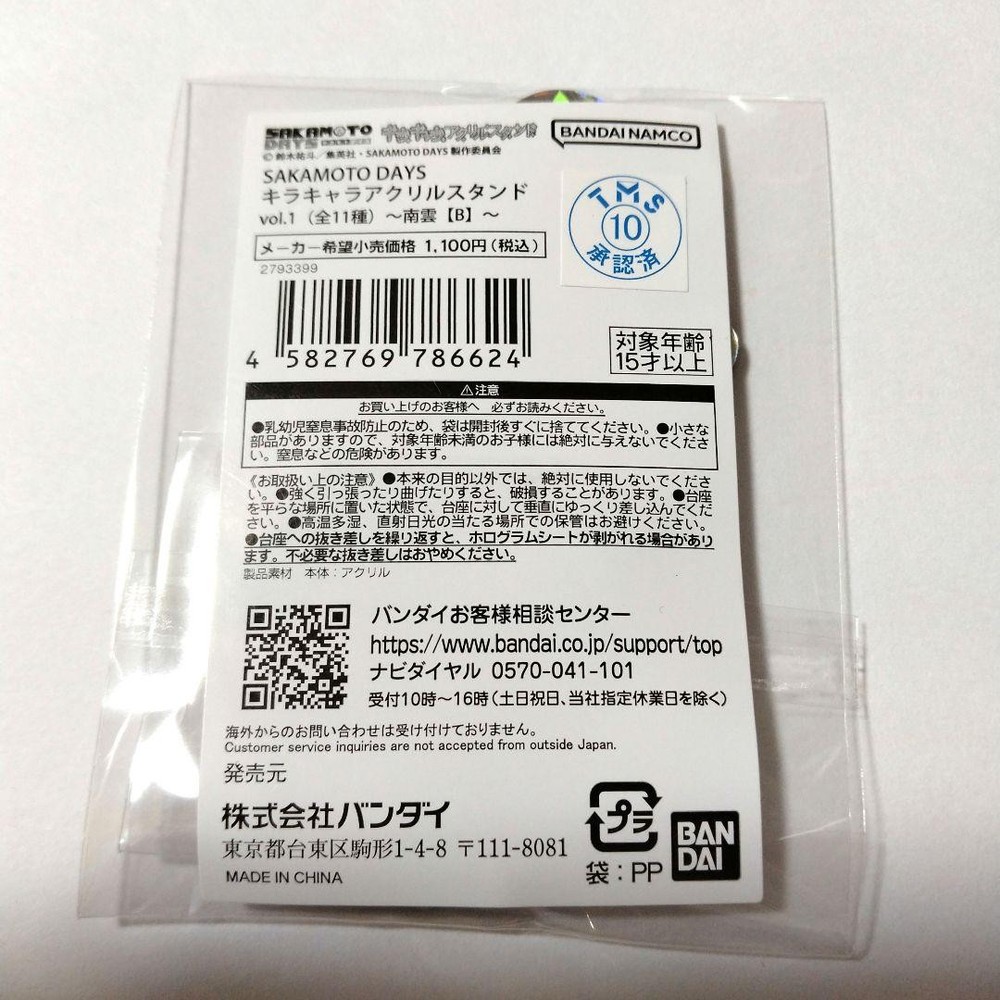 SAKAMOTO DAYS キラキャラアクリルスタンド
BANDAI NAMCO
© 鈴木祐斗／集英社・SAKAMOTO DAYS 製作委員会
SAKAMOTO DAYS
キラキャラアクリルスタンド
vol.1（全11種）～南雲【B】～
TMS
10
承認済
メーカー希望小売価格 1,100円（税込）
2793399
4 582769 786624
対象年齢
15才以上
⚠注意
お買い上げのお客様へ 必ずお読みください。
●乳幼児窒息事故防止のため、袋は開封後すぐに捨ててください。●小さな
部品がありますので、対象年齢未満のお子様には絶対に与えないでくださ
い。窒息などの危険があります。
《お取扱い上の注意》●本来の目的以外では、絶対に使用しないでくださ
い。●強く引っ張ったり曲げたりすると、破損することがあります。●台座
を平らな場所に置いた状態で、台座に対して垂直にゆっくり差し込んでくだ
さい。●高温多湿、直射日光の当たる場所での保管はお避けください。
●台座への抜き差しを繰り返すと、ホログラムシートが剥がれる場合があり
ます。不必要な抜き差しはおやめください。
製品素材 本体：アクリル
バンダイお客様相談センター
https://www.bandai.co.jp/support/top
ナビダイヤル 0570-041-101
受付10時～16時（土日祝日、当社指定休業日を除く）
海外からのお問い合わせは受け付けておりません。
Customer service inquiries are not accepted from outside Japan.
発売元
株式会社バンダイ
東京都台東区駒形1-4-8 〒111-8081
MADE IN CHINA
プラ
袋：PP
BAN
DAI